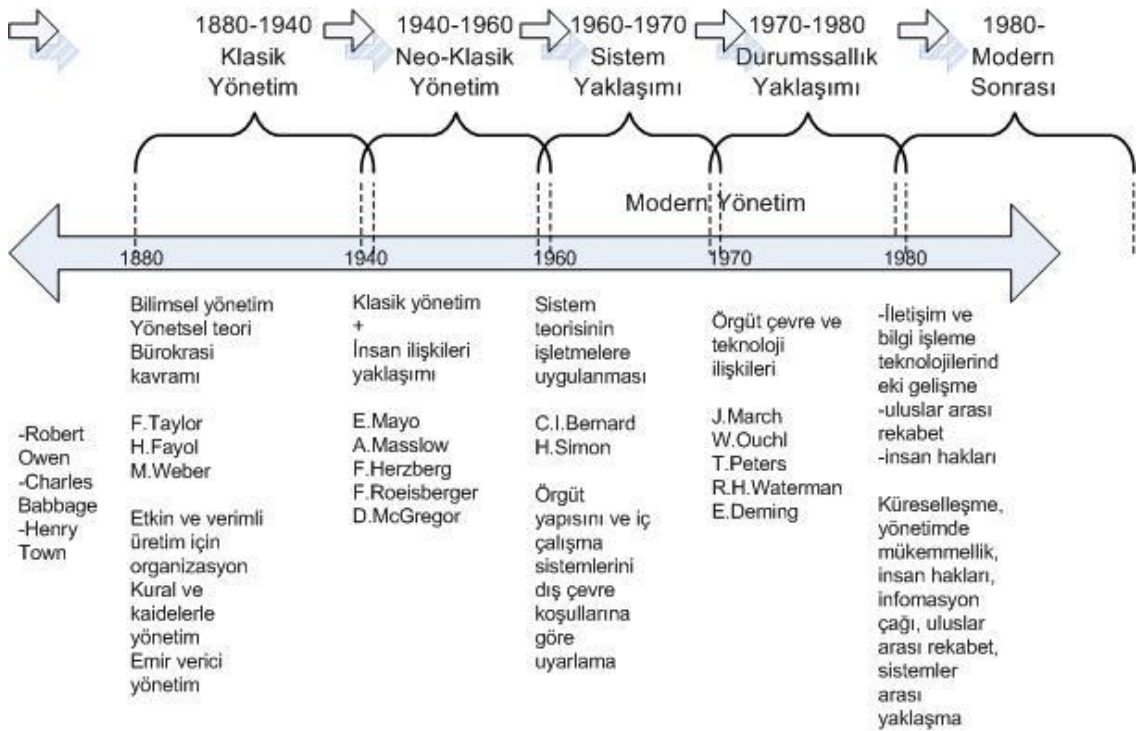 1880-1940
Klasik
Yönetim
1940-1960
Neo-Klasik
Yönetim
1960-1970
Sistem
Yaklaşımı
1970-1980
Durumssallık
Yaklaşımı
1980-
Modern
Sonrası
Modern Yönetim
1880
1940
1960
1970
1980
-Robert
Owen
-Charles
Babbage
-Henry
Town
Bilimsel yönetim
Yönetsel teori
Bürokrasi
kavramı
F.Taylor
H.Fayol
M.Weber
Etkin ve verimli
üretim için
organizasyon
Kural ve
kaidelerle
yönetim
Emir verici
yönetim
Klasik yönetim
+
İnsan ilişkileri
yaklaşımı
E.Mayo
A.Masslow
F.Herzberg
F.Roeisberger
D.McGregor
Sistem
teorisinin
işletmelere
uygulanması
C.I.Bernard
H.Simon
Örgüt
yapısını ve iç
çalışma
sistemlerini
dış çevre
koşullarına
göre
uyarlama
Örgüt çevre ve
teknoloji
ilişkileri
J.March
W.Ouchl
T.Peters
R.H.Waterman
E.Deming
-İletişim ve
bilgi işleme
teknolojilerind
eki gelişme
-uluslar arası
rekabet
-insan hakları
Küreselleşme,
yönetimde
mükemmellik,
insan hakları,
infomasyon
çağı, uluslar
arası rekabet,
sistemler
arası
yaklaşma